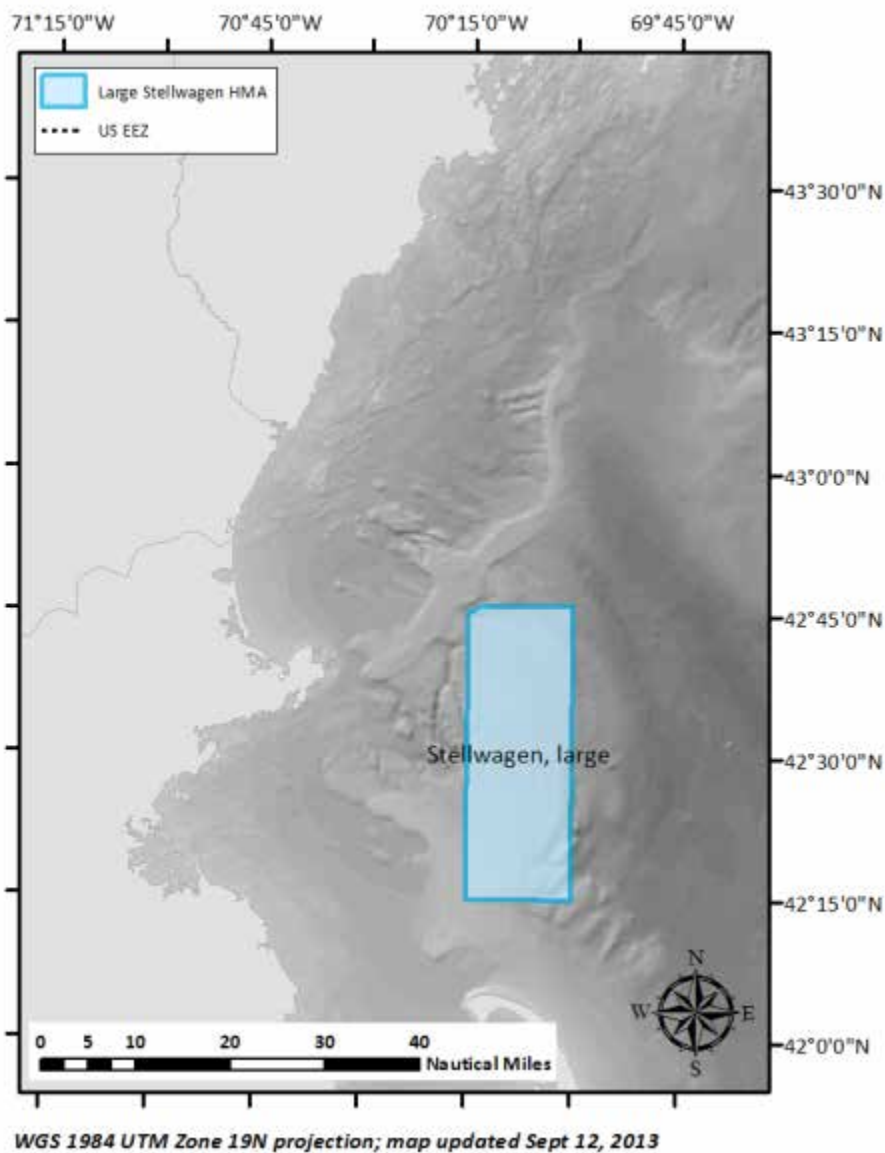 71°15'0"W 70°45'0"W 70°15'0"W 69°45'0"W
Large Stellwagen HMA
US EEZ
43°30'0"N
43°15'0"N
43°0'0"N
42°45'0"N
Stellwagen, large
42°30'0"N
42°15'0"N
N
W E
S
42°0'0"N
0 5 10 20 30 40
Nautical Miles
WGS 1984 UTM Zone 19N projection; map updated Sept 12, 2013